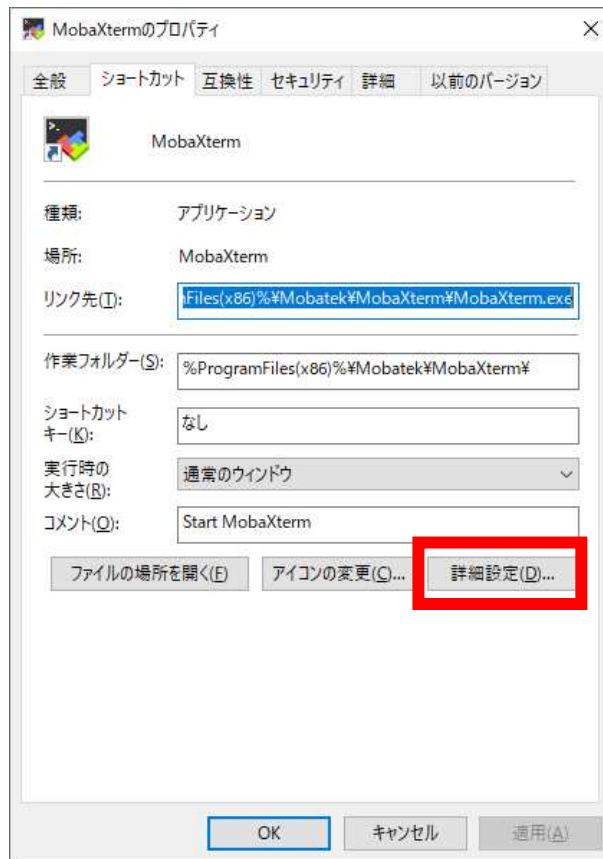 MobaXtermのプロパティ
全般 ショートカット 互換性 セキュリティ 詳細 以前のバージョン
MobaXterm
種類: アプリケーション
場所: MobaXterm
リンク先(T): Files(x86)%¥Mobatek¥MobaXterm¥MobaXterm.exe
作業フォルダー(S): %ProgramFiles(x86)%¥Mobatek¥MobaXterm¥
ショートカット
キー(K): なし
実行時の
大きさ(R): 通常のウィンドウ
コメント(O): Start MobaXterm
ファイルの場所を開く(F) アイコンの変更(C)... 詳細設定(D)...
OK キャンセル 適用(A)